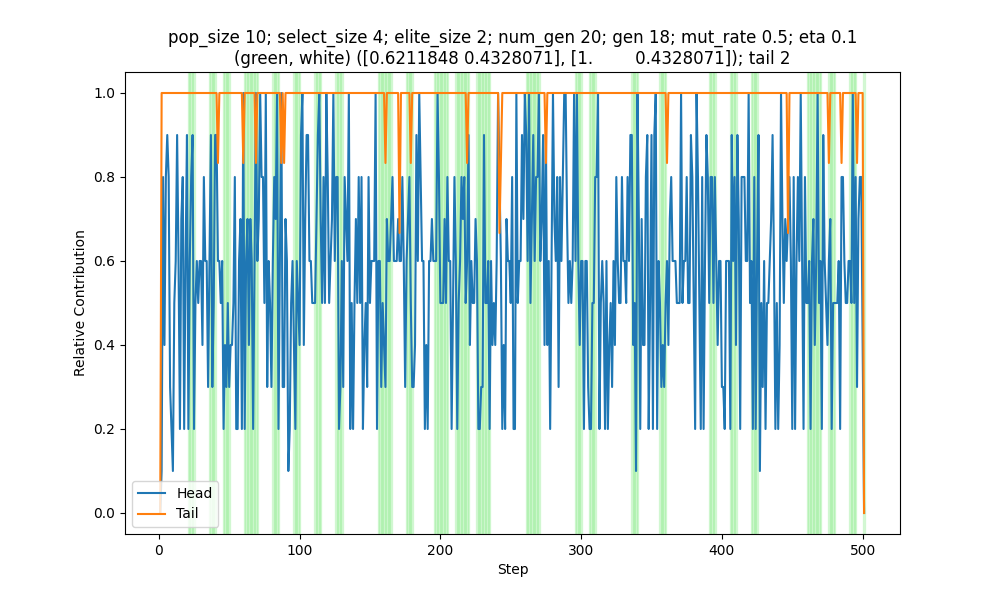 pop_size 10; select_size 4; elite_size 2; num_gen 20; gen 18; mut_rate 0.5; eta 0.1
(green, white) ([0.6211848 0.4328071], [1.        0.4328071]); tail 2
1.0
0.8
0.6
0.4
0.2
0.0
Relative Contribution
Head
Tail
0
100
200
300
400
500
Step